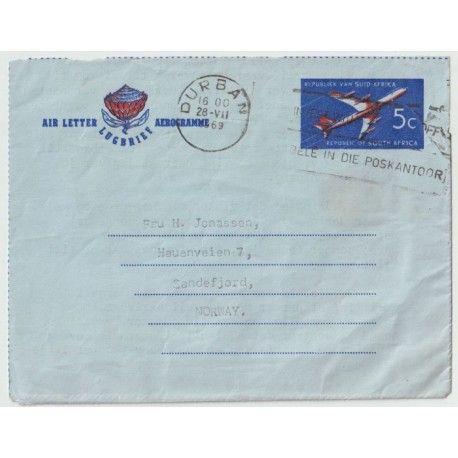 DURBAN
16 00
28-VII
69
REPUBLIEK VAN SUID-AFRIKA
5c
REPUBLIC OF SOUTH AFRICA
IN DIE POSKANTOOR
AIR LETTER AEROGRAMME
LUGBRIEF
Fru H. Jonassen,
Hauanveien 7,
Sandefjord,
NORWAY.